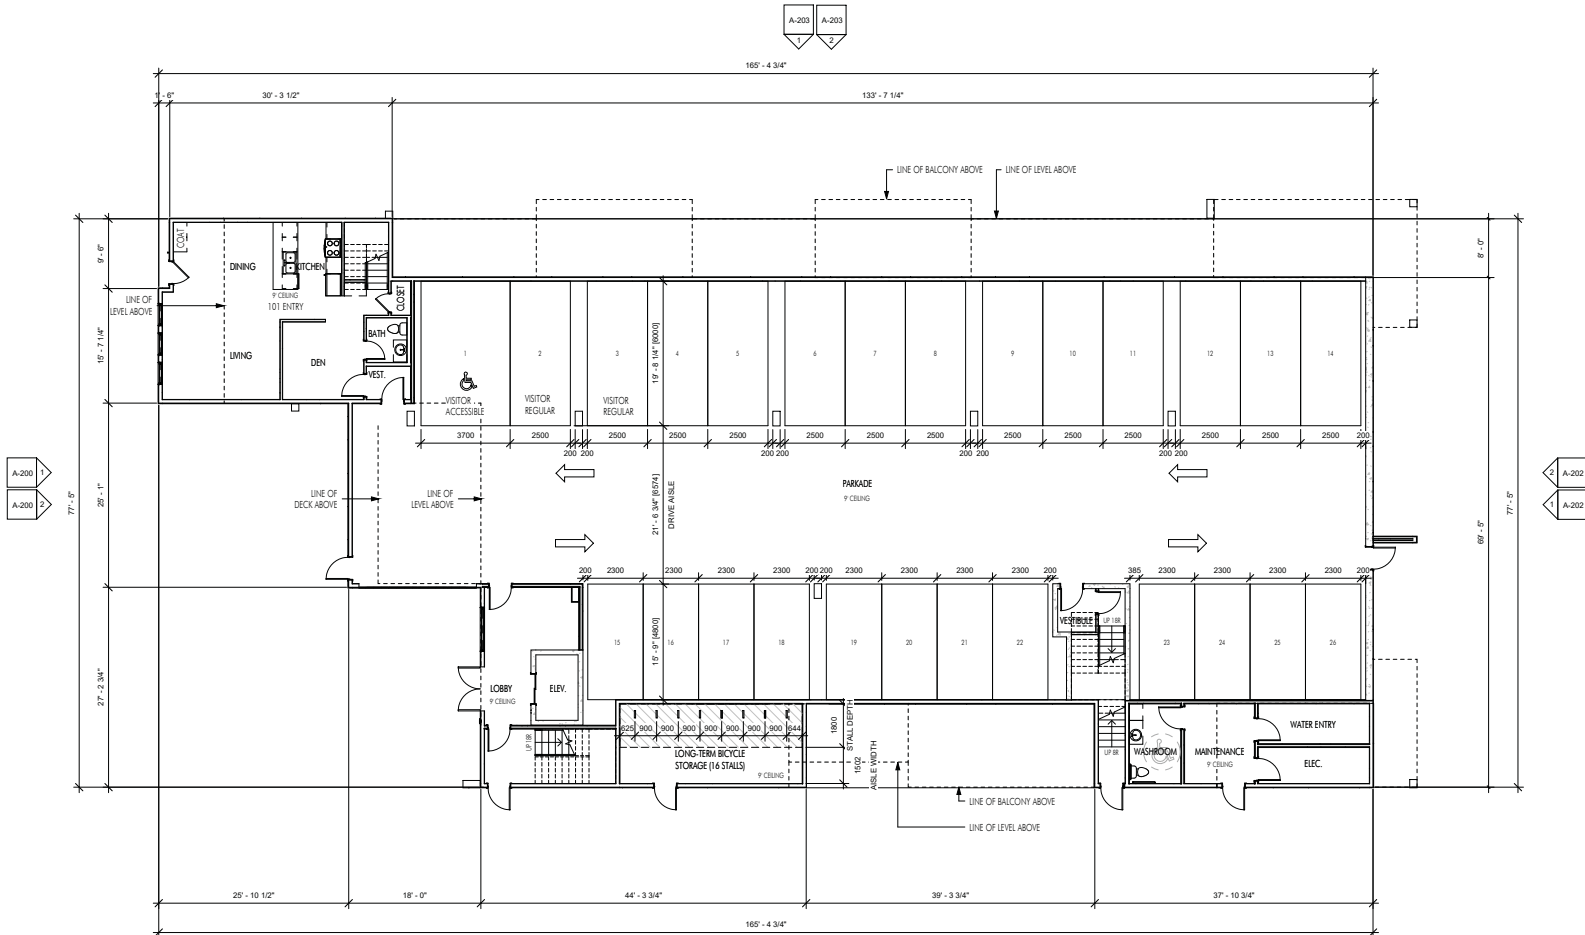 A-203
A-203
1
2
165' - 4 3/4"
1' - 6"
30' - 3 1/2"
133' - 7 1/4"
LINE OF BALCONY ABOVE
LINE OF LEVEL ABOVE
COAT
DINING
KITCHEN
9' CEILING
101 ENTRY
LINE OF
LEVEL ABOVE
CLOSET
BATH
LIVING
DEN
VEST.
9' - 6"
15' - 7 1/4"
25' - 1"
27' - 2 3/4"
77' - 5"
8' - 0"
69' - 5"
77' - 5"
1
2
3
4
5
6
7
8
9
10
11
12
13
14
VISITOR
ACCESSIBLE
VISITOR
REGULAR
VISITOR
REGULAR
19' - 8 1/4" [6000]
3700
2500
200 200
2500
2500
2500
200 200
2500
2500
2500
200 200
2500
2500
2500
200 200
2500
2500
2500
200
A-200
1
A-200
2
2
A-202
1
A-202
LINE OF
DECK ABOVE
LINE OF
LEVEL ABOVE
21' - 6 3/4" [6574]
DRIVE AISLE
PARKADE
9' CEILING
200
2300
2300
2300
2300
200 200
2300
2300
2300
2300
200
385
2300
2300
2300
2300
200
15
16
17
18
19
20
21
22
23
24
25
26
15' - 9" [4800]
VESTIBULE
UP 18R
LOBBY
9' CEILING
ELEV.
UP 18R
625
900
900
900
900
900
900
900
644
LONG-TERM BICYCLE
STORAGE (16 STALLS)
9' CEILING
1800
STALL DEPTH
1502
AISLE WIDTH
UP 8R
WASHROOM
MAINTENANCE
9' CEILING
WATER ENTRY
ELEC.
LINE OF BALCONY ABOVE
LINE OF LEVEL ABOVE
25' - 10 1/2"
18' - 0"
44' - 3 3/4"
39' - 3 3/4"
37' - 10 3/4"
165' - 4 3/4"